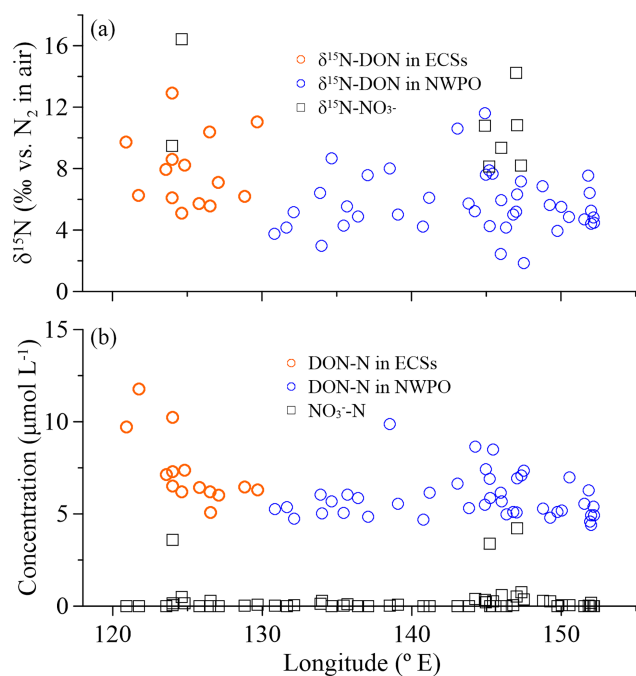 (a)
δ¹⁵N-DON in ECSs
δ¹⁵N-DON in NWPO
δ¹⁵N-NO₃-
δ¹⁵N (‰ vs. N₂ in air)
16
12
8
4
0
(b)
DON-N in ECSs
DON-N in NWPO
NO₃⁻-N
Concentration (μmol L⁻¹)
15
10
5
0
120 130 140 150
Longitude (º E)